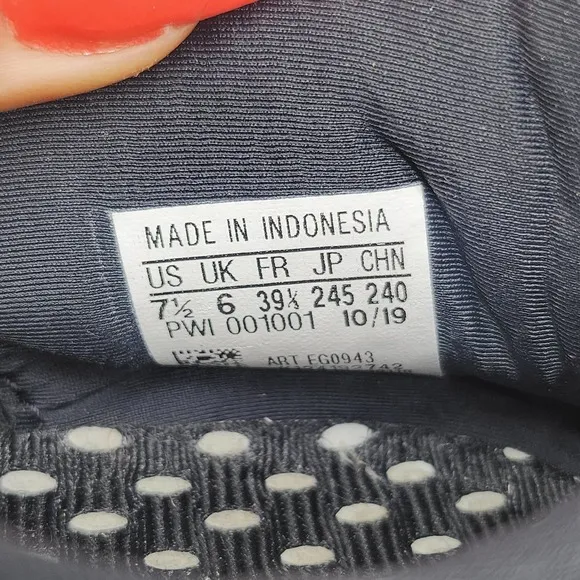 MADE IN INDONESIA
US UK FR JP CHN
7½ 6 39⅓ 245 240
PWI 001001 10/19
ART EG0943